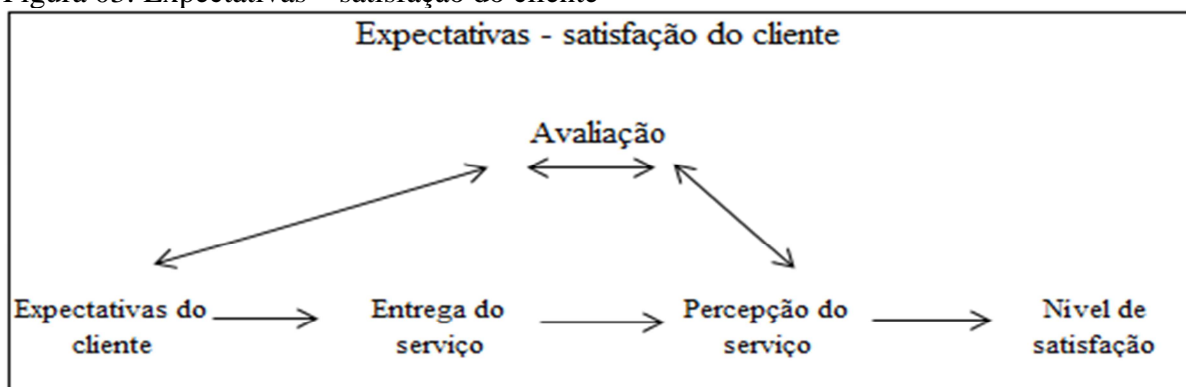 Figura Expectativas – satisfação do cliente
Expectativas - satisfação do cliente
Avaliação
Expectativas do
cliente
Entrega do
serviço
Percepção do
serviço
Nível de
satisfação